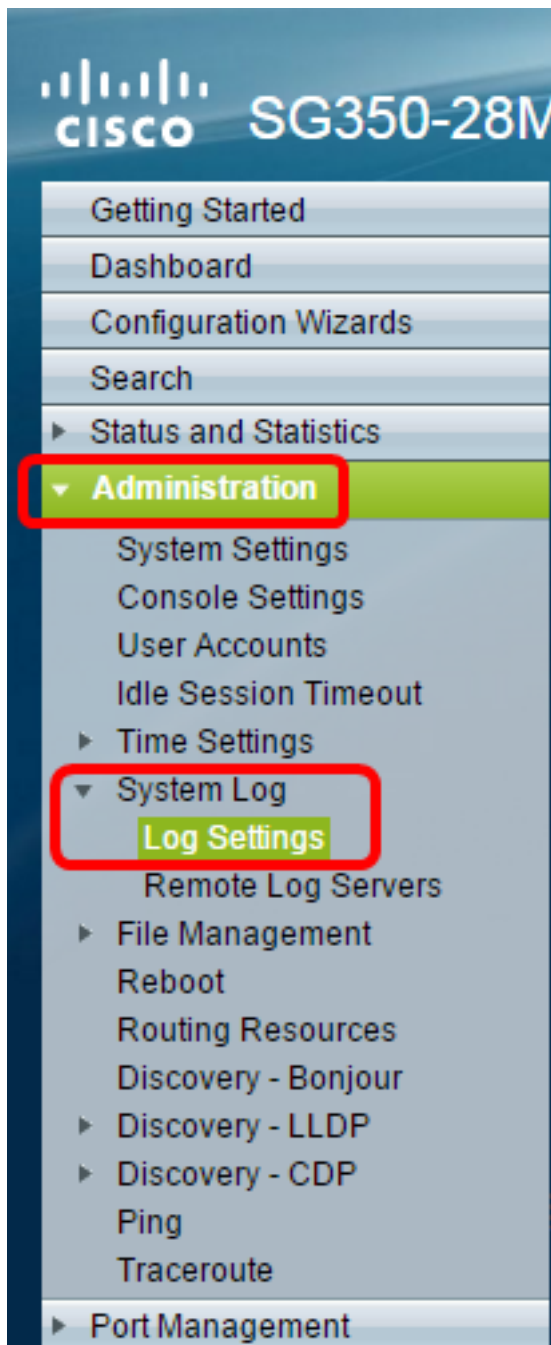 CISCO SG350-28M
Getting Started
Dashboard
Configuration Wizards
Search
Status and Statistics
Administration
System Settings
Console Settings
User Accounts
Idle Session Timeout
Time Settings
System Log
Log Settings
Remote Log Servers
File Management
Reboot
Routing Resources
Discovery - Bonjour
Discovery - LLDP
Discovery - CDP
Ping
Traceroute
Port Management